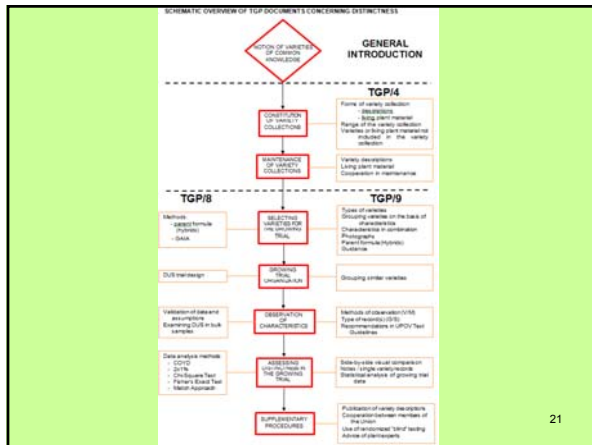 SCHEMATIC OVERVIEW OF TGP DOCUMENTS CONCERNING DISTINCTNESS
NOTION OF VARIETIES
OF COMMON
KNOWLEDGE
GENERAL
INTRODUCTION
TGP/4
CONSTITUTION
OF VARIETY
COLLECTIONS
Forms of variety collection
- descriptions
- living plant material
Range of the variety collection
Varieties or living plant material not
included in the variety
collection
MAINTENANCE
OF VARIETY
COLLECTIONS
Variety descriptions
Living plant material
Cooperation in maintenance
TGP/8
TGP/9
Methods
- parent formula
(hybrids)
- GAIA
SELECTING
VARIETIES FOR
THE GROWING
TRIAL
Types of varieties
Grouping varieties on the basis of
characteristics
Characteristics in combination
Photographs
Parent formula (Hybrids)
Guidance
DUS trial design
GROWING
TRIAL
ORGANIZATION
Grouping similar varieties
Validation of data and
assumptions
Examining DUS in bulk
samples
OBSERVATION
OF
CHARACTERISTICS
Methods of observation (V/M)
Type of record(s) (G/S)
Recommendations in UPOV Test
Guidelines
Data analysis methods
- COYD
- 2x1%
- Chi Square Test
- Fisher's Exact Test
- Match Approach
ASSESSING
DISTINCTNESS IN
THE GROWING
TRIAL
Side-by-side visual comparison
Notes / single variety records
Statistical analysis of growing trial
data
SUPPLEMENTARY
PROCEDURES
Publication of variety descriptions
Cooperation between members of
the Union
Use of randomized "blind" testing
Advice of plant experts
21